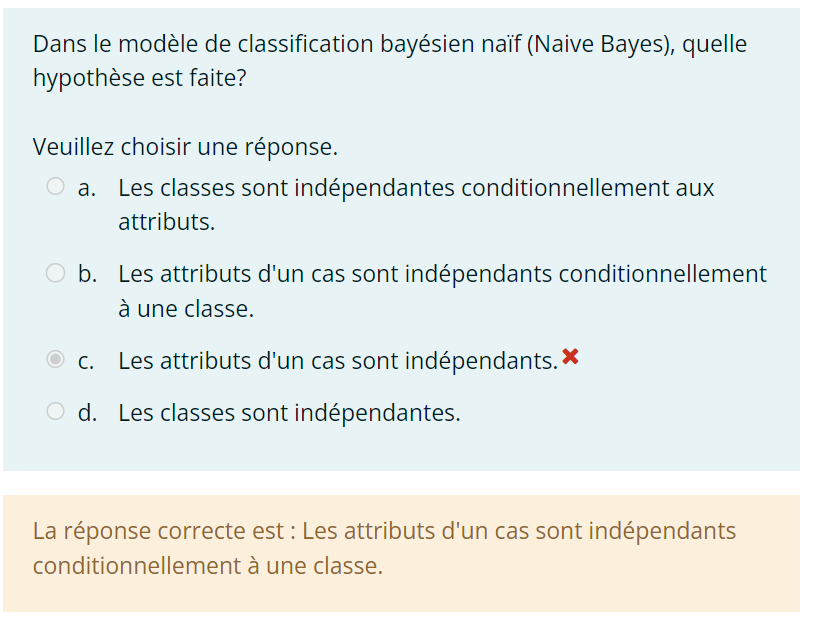 Dans le modèle de classification bayésien naïf (Naive Bayes), quelle
hypothèse est faite?
Veuillez choisir une réponse.
a. Les classes sont indépendantes conditionnellement aux
attributs.
b. Les attributs d'un cas sont indépendants conditionnellement
à une classe.
c. Les attributs d'un cas sont indépendants.
d. Les classes sont indépendantes.
La réponse correcte est : Les attributs d'un cas sont indépendants
conditionnellement à une classe.